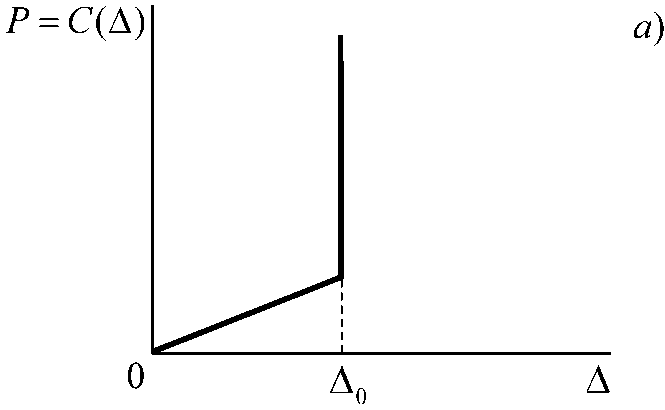 P = C(Δ)
а)
0
Δ₀
Δ